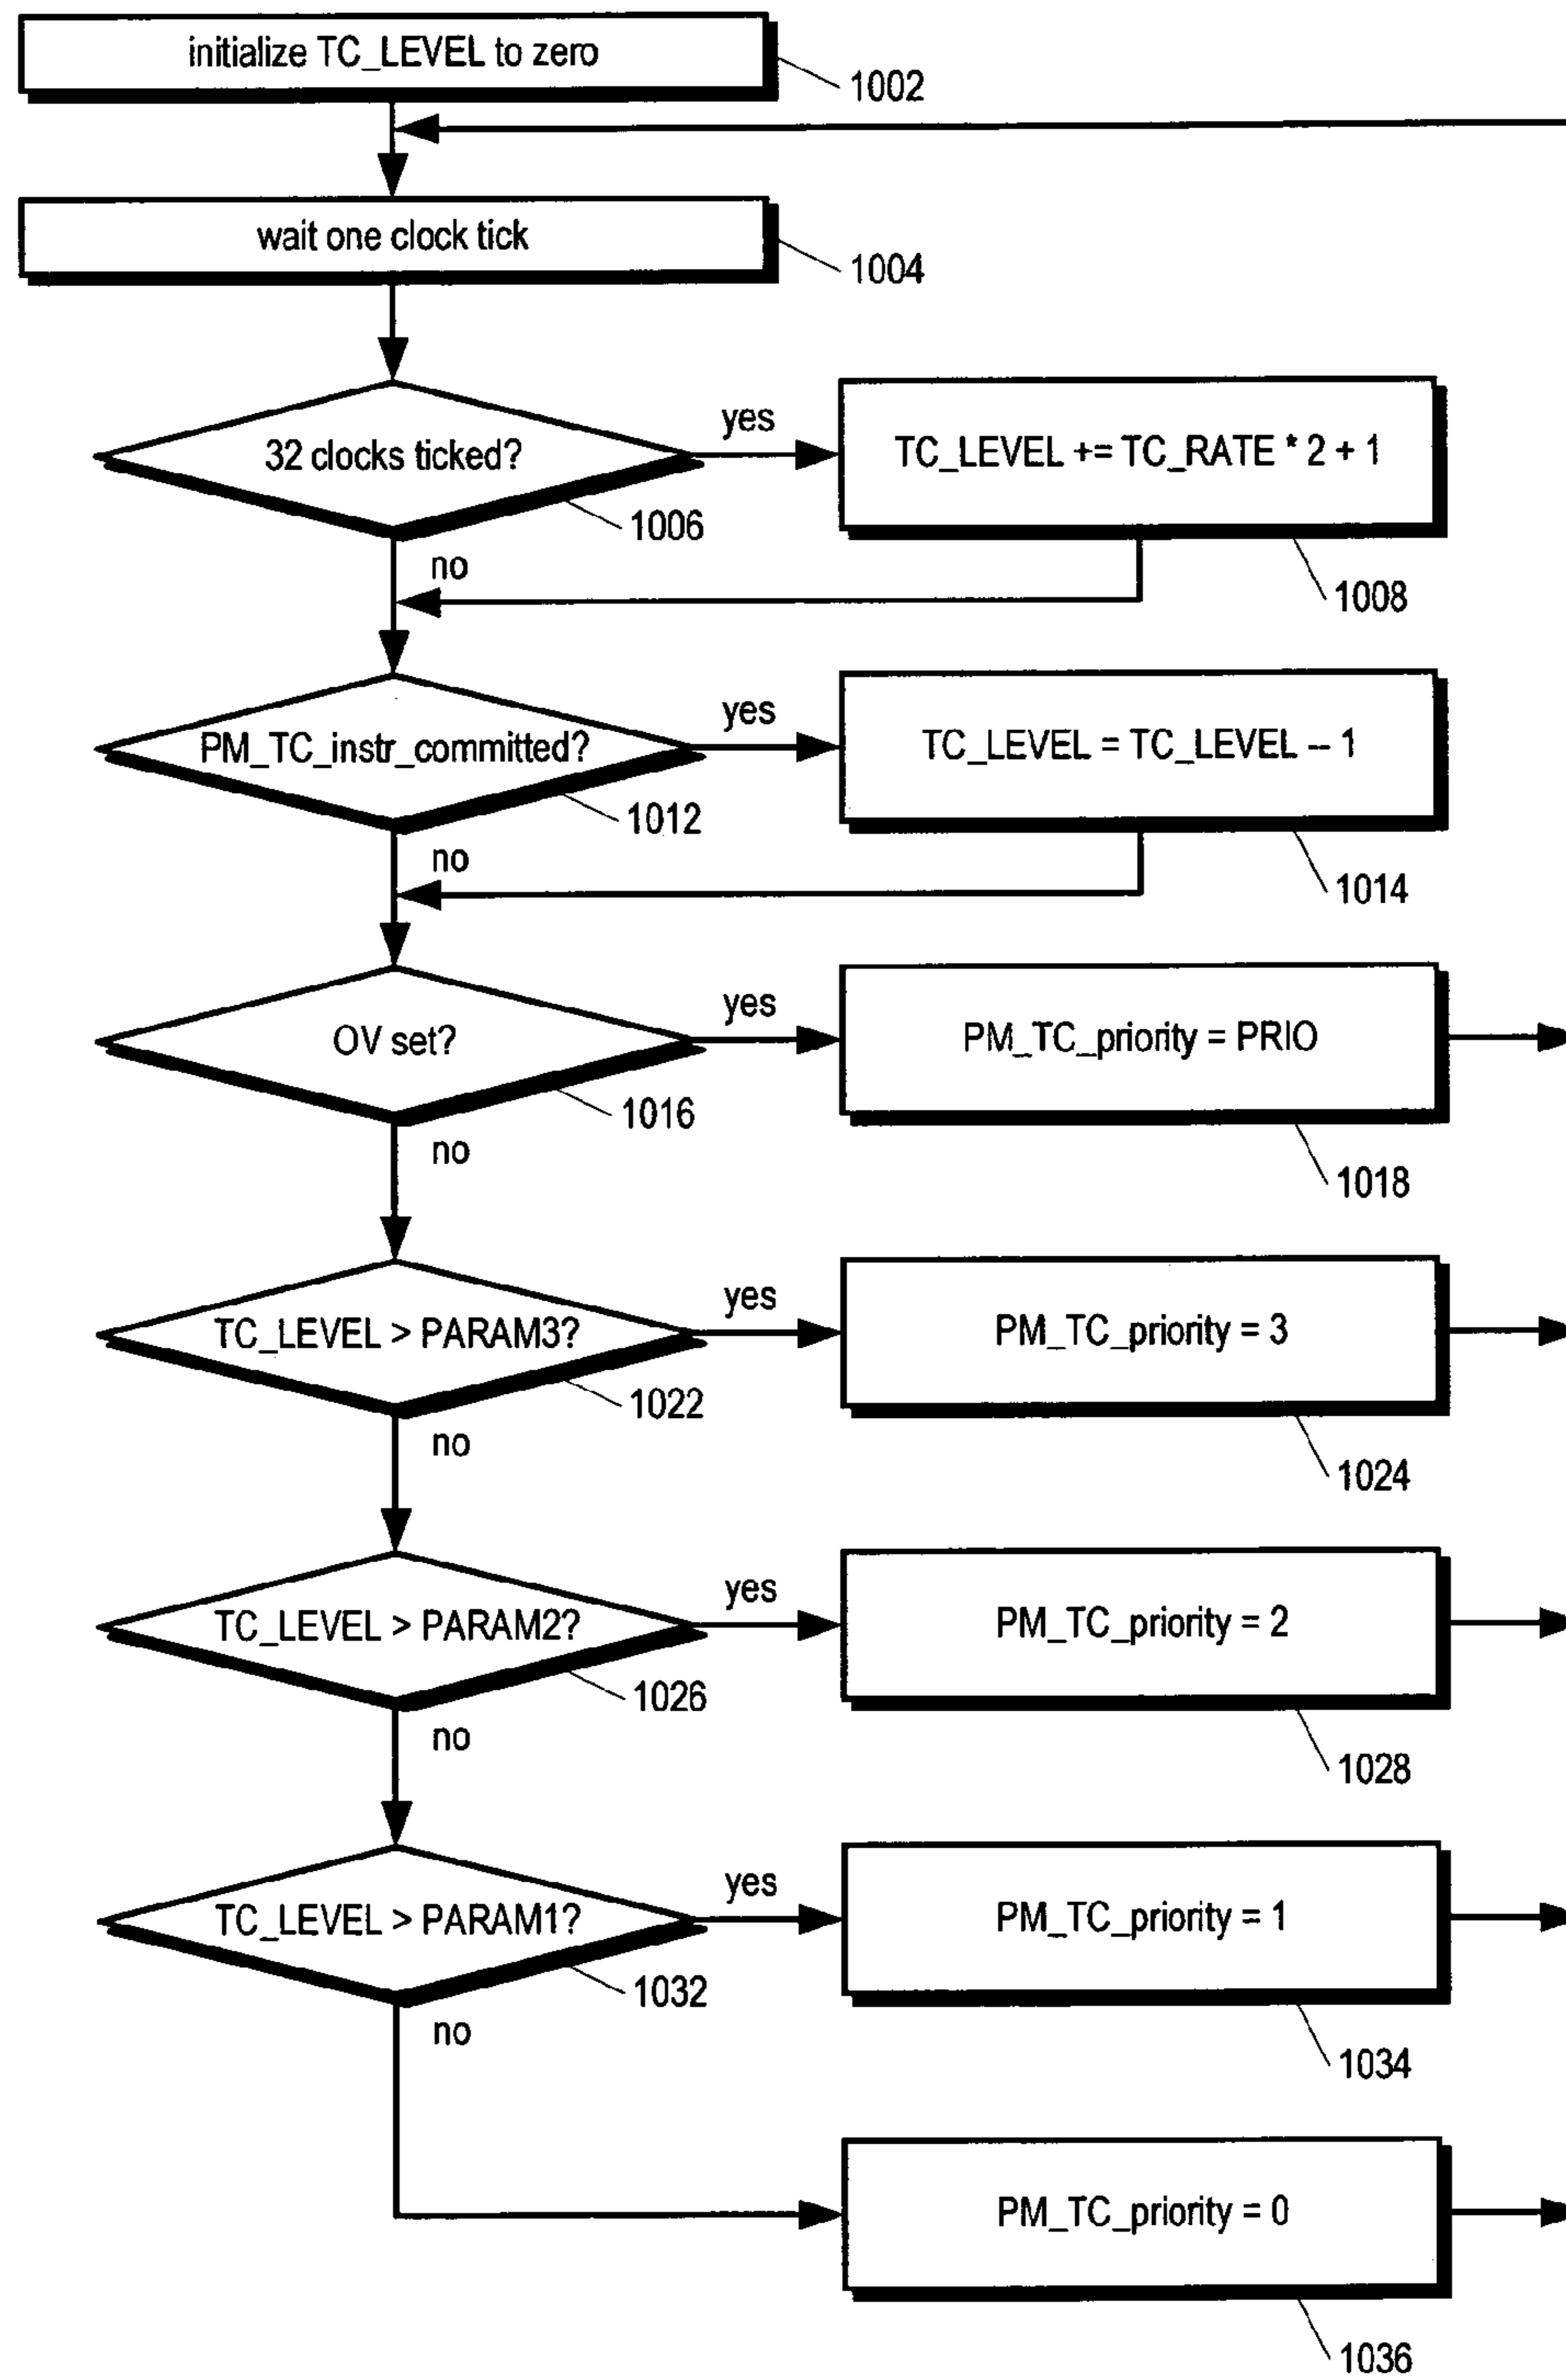 initialize TC_LEVEL to zero
1002
wait one clock tick
1004
32 clocks ticked?
yes
TC_LEVEL += TC_RATE * 2 + 1
1006
no
1008
PM_TC_instr_committed?
yes
TC_LEVEL = TC_LEVEL – 1
1012
no
1014
OV set?
yes
PM_TC_priority = PRIO
1016
no
1018
TC_LEVEL > PARAM3?
yes
PM_TC_priority = 3
1022
no
1024
TC_LEVEL > PARAM2?
yes
PM_TC_priority = 2
1026
no
1028
TC_LEVEL > PARAM1?
yes
PM_TC_priority = 1
1032
no
1034
PM_TC_priority = 0
1036